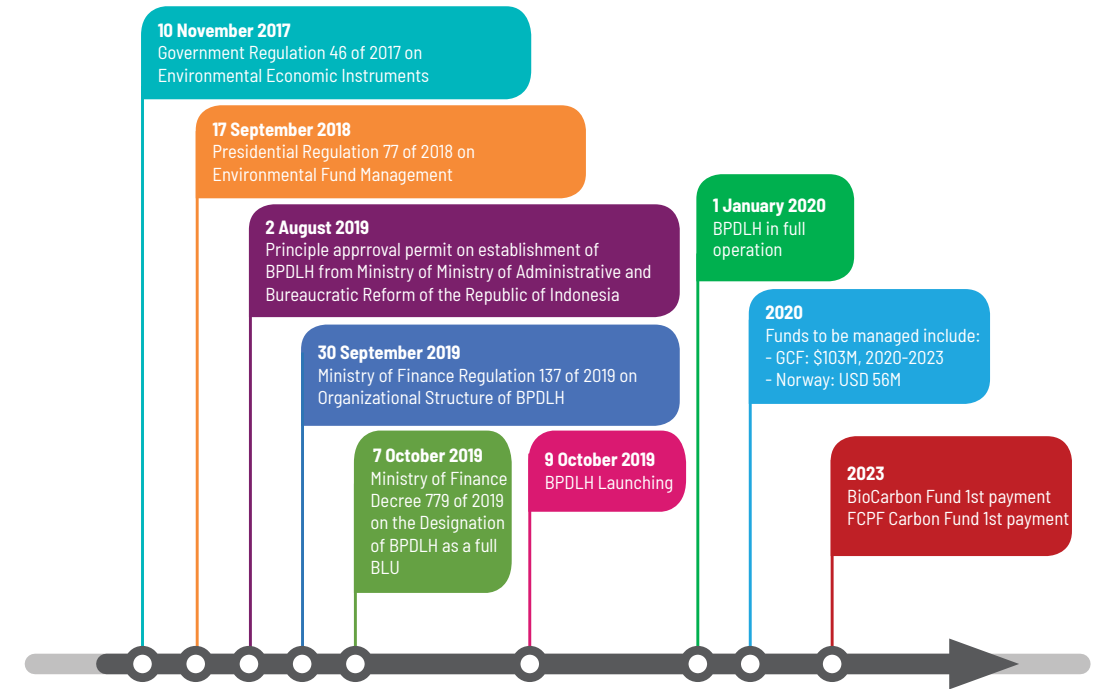 10 November 2017
Government Regulation 46 of 2017 on
Environmental Economic Instruments
17 September 2018
Presidential Regulation 77 of 2018 on
Environmental Fund Management
2 August 2019
Principle apprroval permit on establishment of
BPDLH from Ministry of Ministry of Administrative and
Bureaucratic Reform of the Republic of Indonesia
30 September 2019
Ministry of Finance Regulation 137 of 2019 on
Organizational Structure of BPDLH
7 October 2019
Ministry of Finance
Decree 779 of 2019
on the Designation
of BPDLH as a full
BLU
9 October 2019
BPDLH Launching
1 January 2020
BPDLH in full
operation
2020
Funds to be managed include:
- GCF: $103M, 2020-2023
- Norway: USD 56M
2023
BioCarbon Fund 1st payment
FCPF Carbon Fund 1st payment